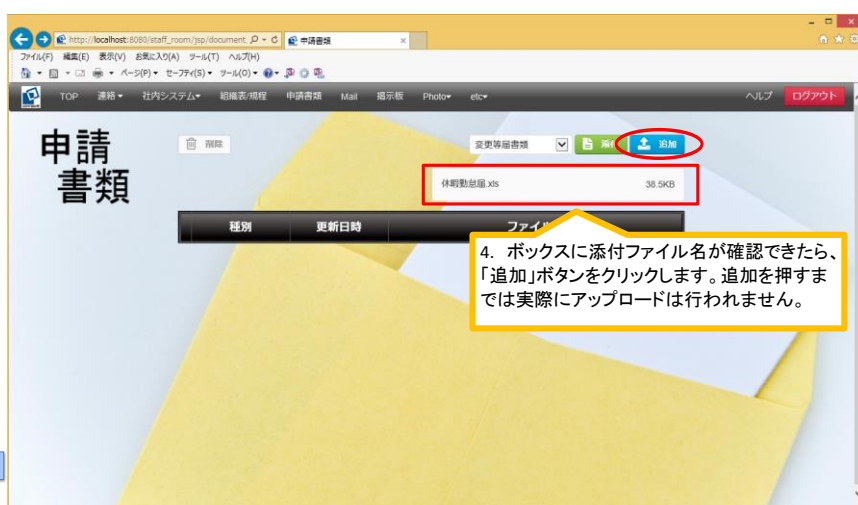 http://localhost:8080/staff_room/jsp/document
申請書類
ファイル(F) 編集(E) 表示(V) お気に入り(A) ツール(T) ヘルプ(H)
ページ(P) セーフティ(S) ツール(O)
TOP 連絡 社内システム 組織表/規程 申請書類 Mail 掲示板 Photo etc ヘルプ ログアウト
申請
書類
削除 変更等届書類 追加
休暇勤怠届.xls 38.5KB
種別 更新日時
4. ボックスに添付ファイル名が確認できたら、
「追加」ボタンをクリックします。追加を押すま
では実際にアップロードは行われません。